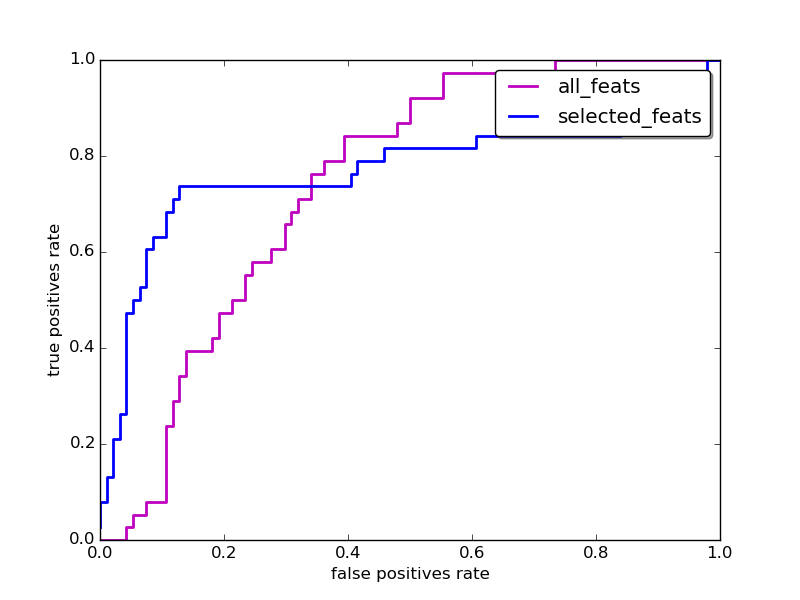 1.0
0.8
0.6
0.4
0.2
0.0
true positives rate
all_feats
selected_feats
0.0 0.2 0.4 0.6 0.8 1.0
false positives rate